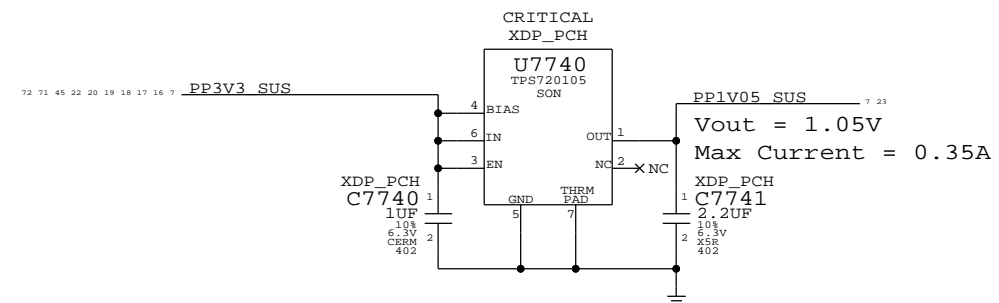 CRITICAL
XDP_PCH
U7740
TPS720105
SON
72 71 45 22 20 19 18 17 16 7 PP3V3_SUS
PP1V05_SUS 7 23
4 BIAS
Vout = 1.05V
6 IN
OUT 1
Max Current = 0.35A
3 EN
NC 2 NC
XDP_PCH
C7740 1
1UF
10%
6.3V
CERM 2
402
GND
5
THRM
PAD
7
XDP_PCH
1 C7741
2.2UF
10%
6.3V
2 X5R
402